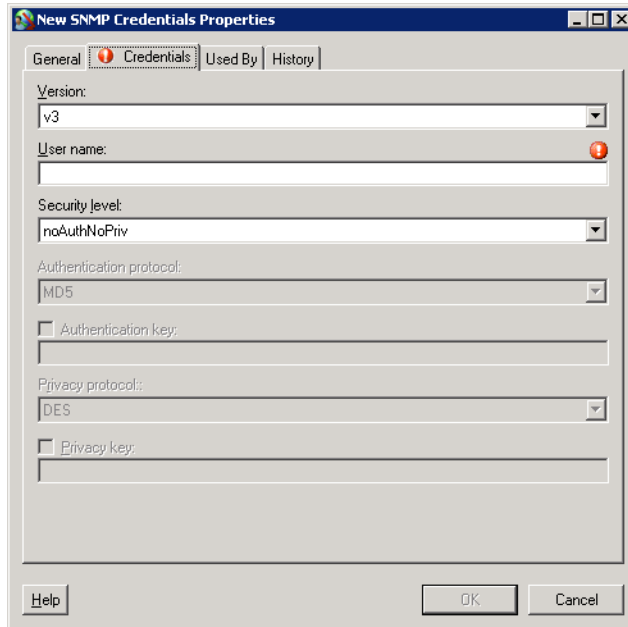 New SNMP Credentials Properties
General Credentials Used By History
Version:
v3
User name:
Security level:
noAuthNoPriv
Authentication protocol:
MD5
Authentication key:
Privacy protocol::
DES
Privacy key:
Help OK Cancel